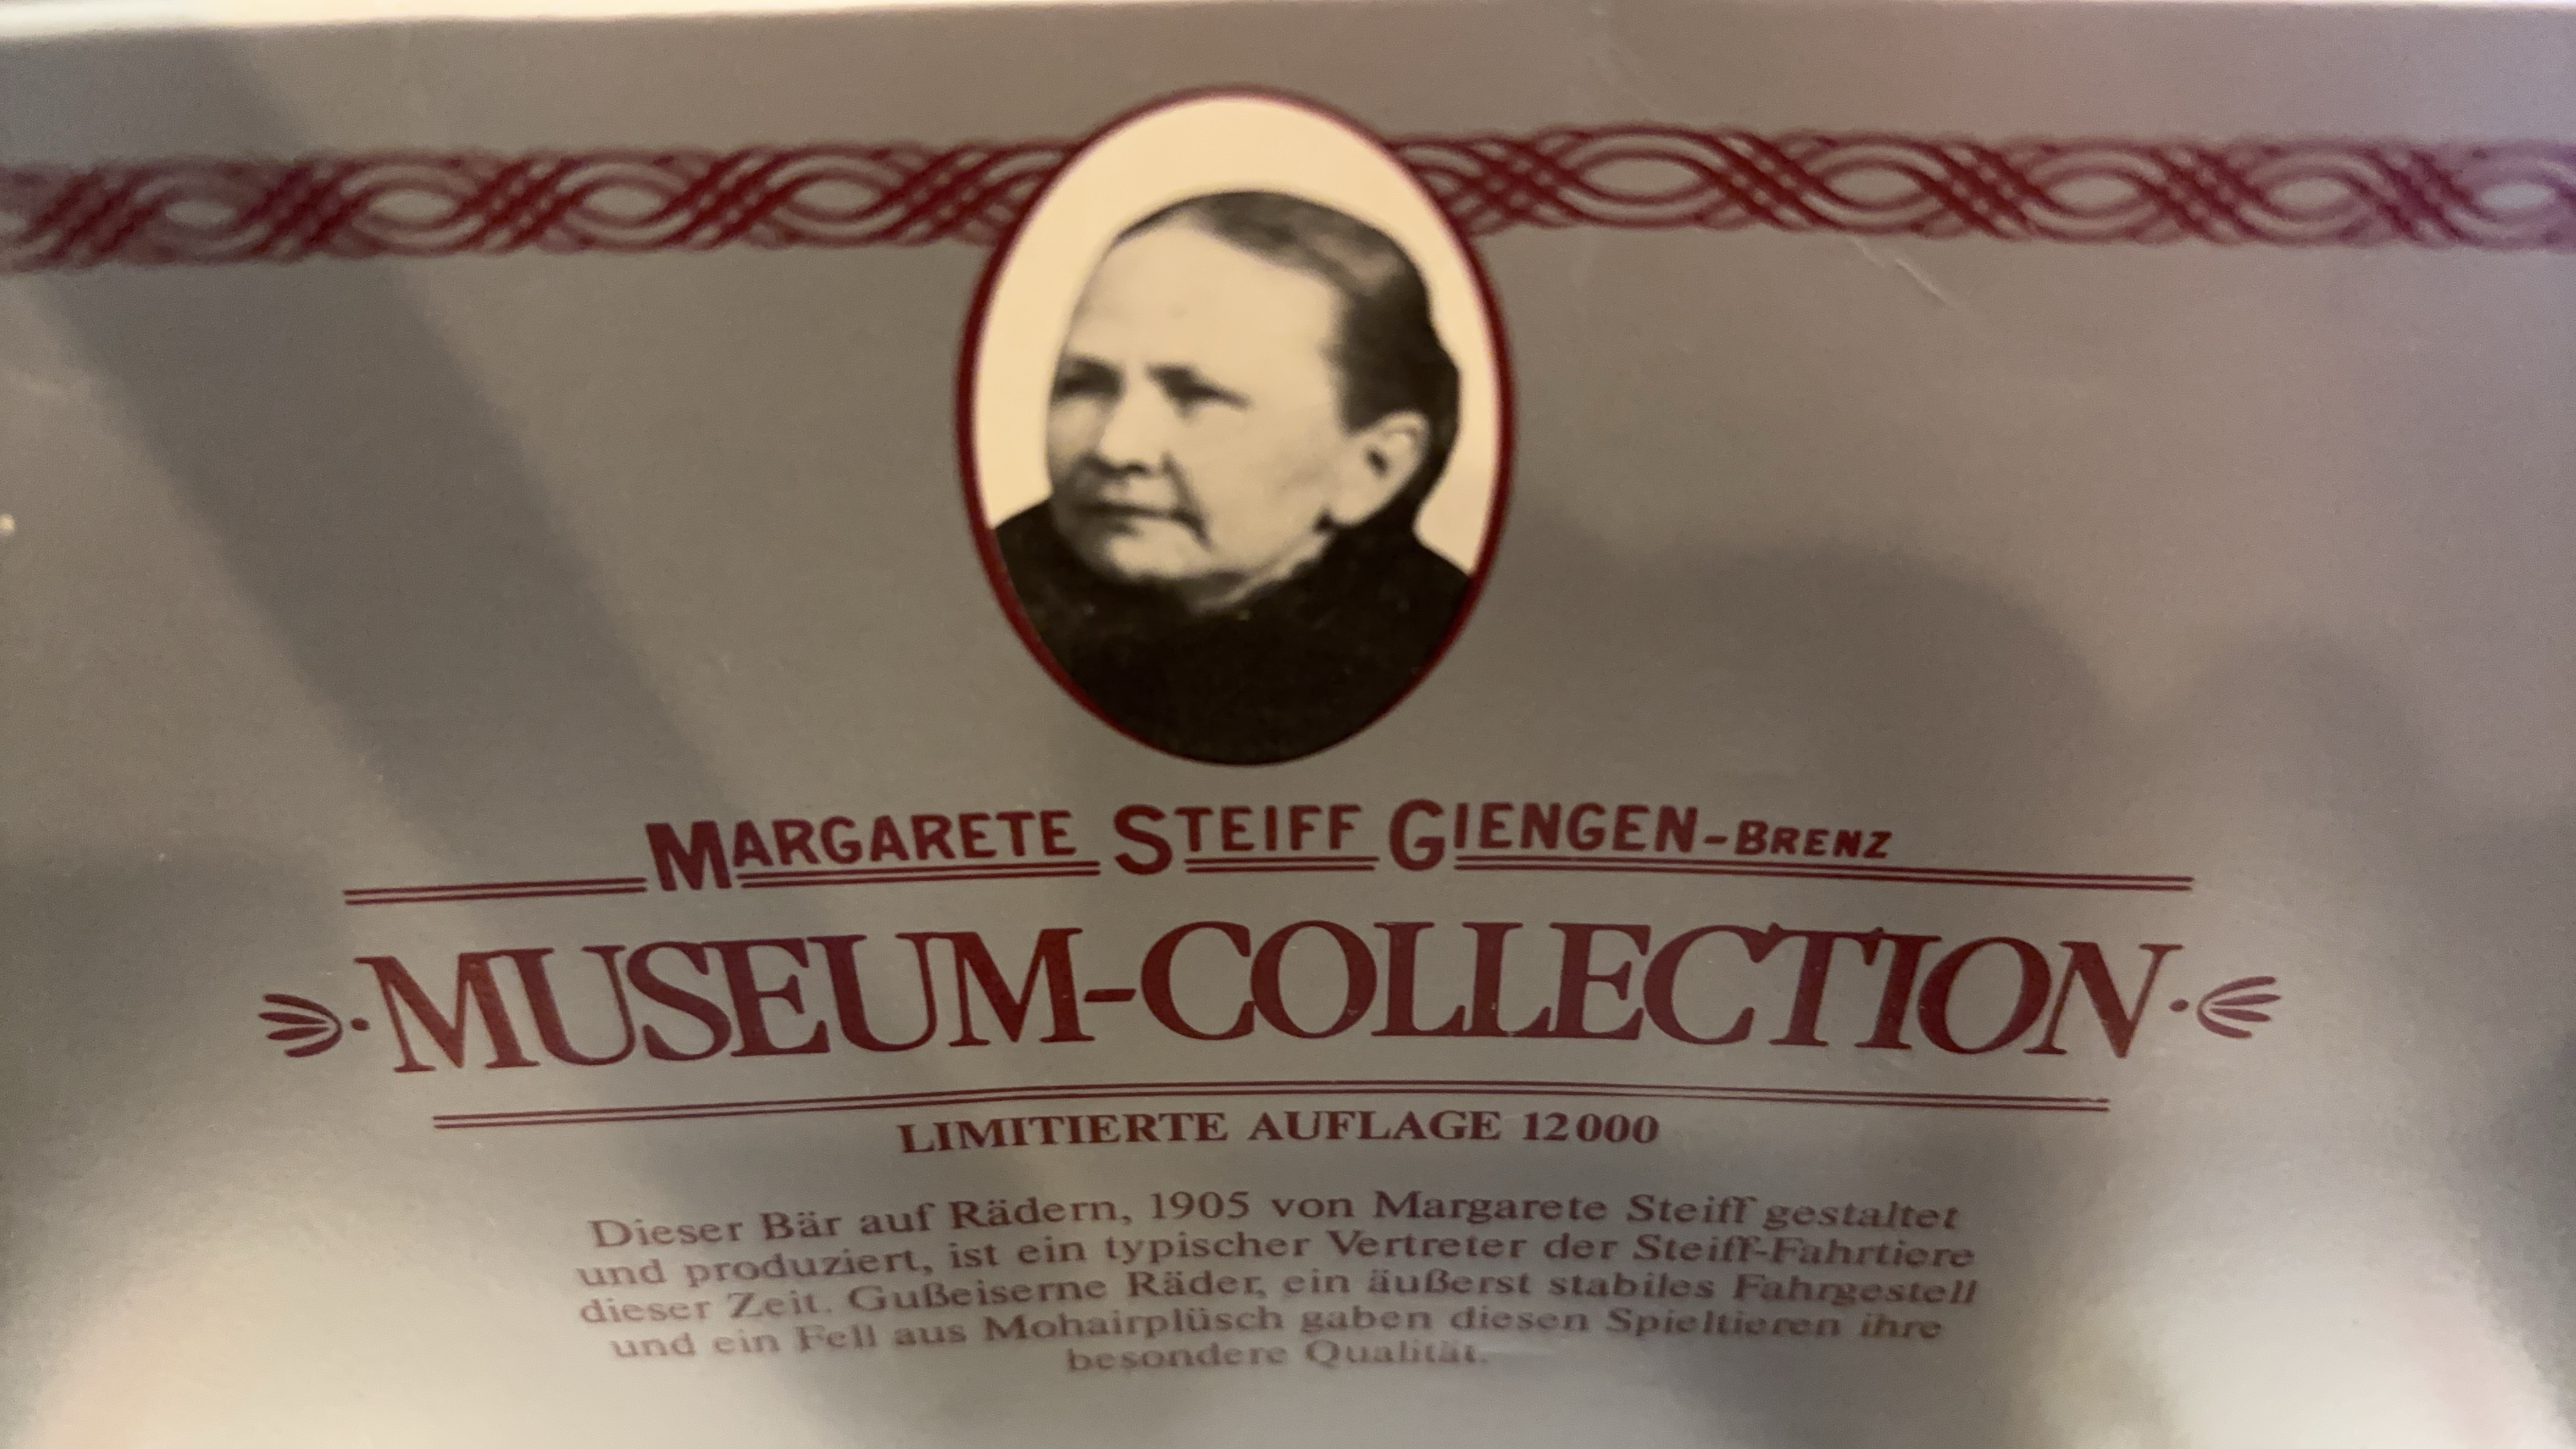 MARGARETE STEIFF GIENGEN-BRENZ
MUSEUM-COLLECTION
LIMITIERTE AUFLAGE 12000
Dieser Bär auf Rädern, 1905 von Margarete Steiff gestaltet
und produziert, ist ein typischer Vertreter der Steiff-Fahrtiere
dieser Zeit. Gußeiserne Räder, ein äußerst stabiles Fahrgestell
und ein Fell aus Mohairplüsch gaben diesen Spieltieren ihre
besondere Qualität.